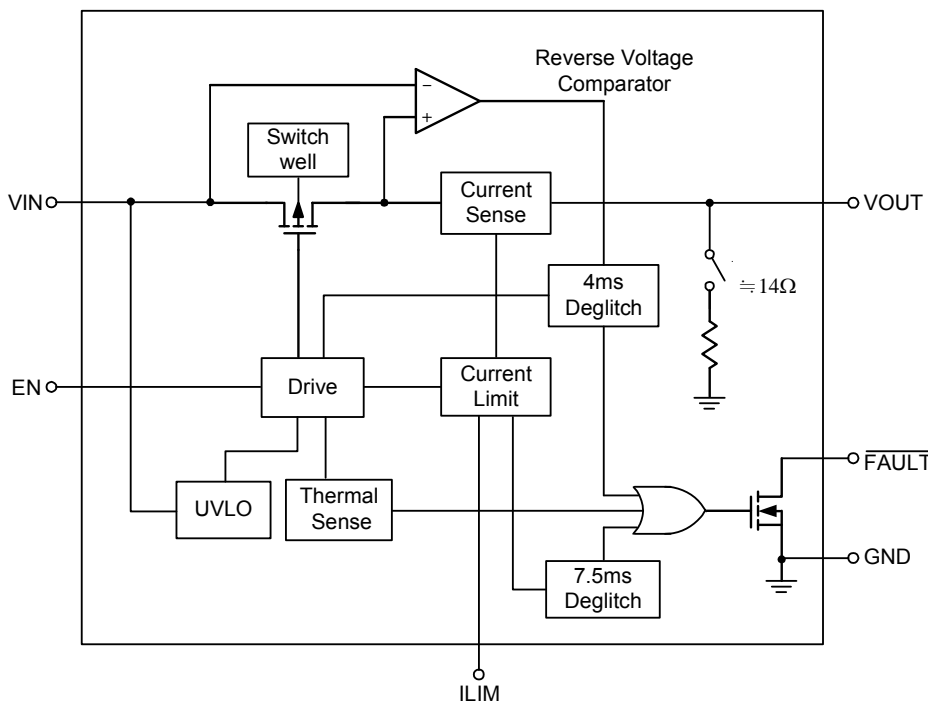 Reverse Voltage
Comparator
−
+
Switch
well
VIN
Current
Sense
VOUT
4ms
Deglitch
≒14Ω
EN
Drive
Current
Limit
FAULT
UVLO
Thermal
Sense
GND
7.5ms
Deglitch
ILIM